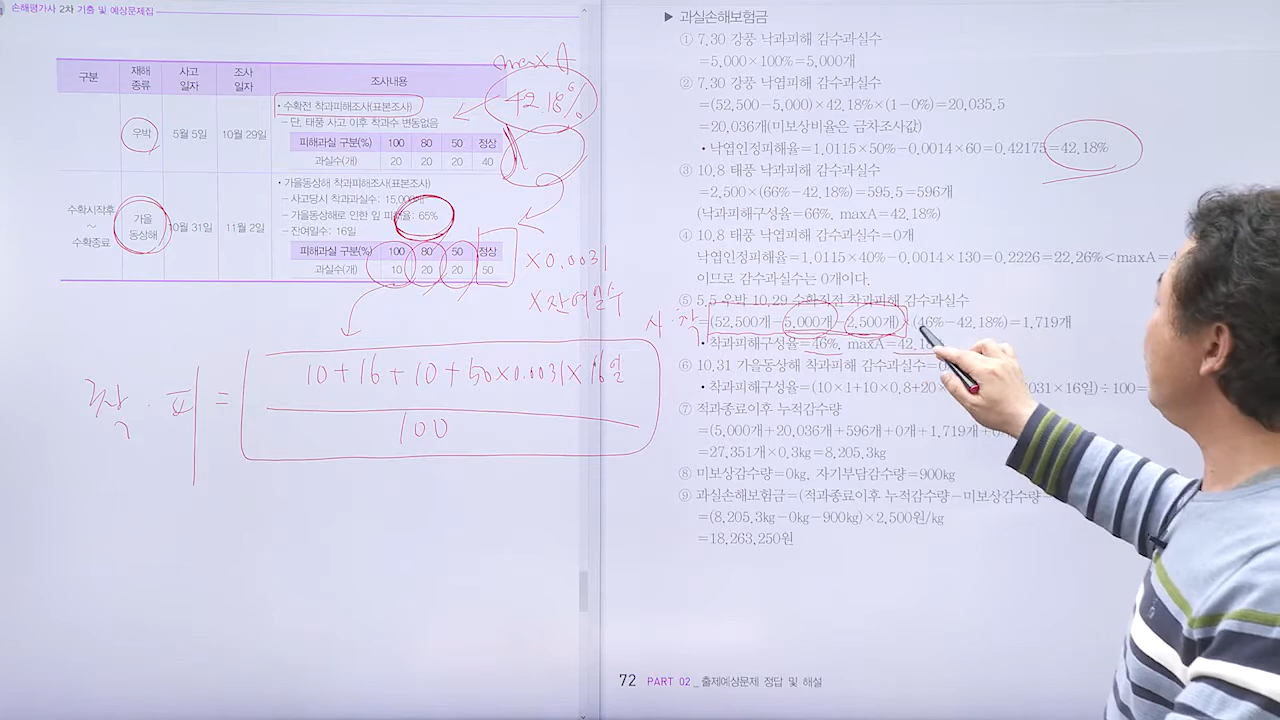 손해평가사 2차 기출 및 예상문제집
구분 재해 종류 사고 일자 조사 일자 조사내용
우박 5월 5일 10월 29일
• 수확전 착과피해조사(표본조사)
– 단, 태풍 사고 이후 착과수 변동없음
피해과실 구분(%) 100 80 50 정상
과실수(개) 20 20 20 40
수확시작후 ~ 수확종료 가을 동상해 10월 31일 11월 2일
• 가을동상해 착과피해조사(표본조사)
– 사고당시 착과과실수: 15,000개
– 가을동상해로 인한 잎 피해율: 65%
– 잔여일수: 16일
피해과실 구분(%) 100 80 50 정상
과실수(개) 10 20 20 50
max A
42.18%
×0.0031
×잔여일수
착·피 = 10+16+10+50×0.0031×16일
100
사·착
▶ 과실손해보험금
① 7.30 강풍 낙과피해 감수과실수
=5,000×100%=5,000개
② 7.30 강풍 낙엽피해 감수과실수
=(52,500−5,000)×42.18%×(1−0%)=20,035.5
=20,036개(미보상비율은 금차조사값)
• 낙엽인정피해율=1.0115×50%−0.0014×60=0.42175=42.18%
③ 10.8 태풍 낙과피해 감수과실수
=2,500×(66%−42.18%)=595.5=596개
(낙과피해구성율=66%. maxA=42.18%)
④ 10.8 태풍 낙엽피해 감수과실수=0개
낙엽인정피해율=1.0115×40%−0.0014×130=0.2226=22.26%<maxA=4
이므로 감수과실수는 0개이다.
⑤ 5.5 우박 10.29 수확직전 착과피해 감수과실수
=(52,500개−5,000개−2,500개)×(46%−42.18%)=1,719개
• 착과피해구성율=46%. maxA=42.18
⑥ 10.31 가을동상해 착과피해 감수과실수=0
• 착과피해구성율=(10×1+10×0.8+20× 031×16일)÷100=
⑦ 적과종료이후 누적감수량
=(5,000개+20,036개+596개+0개+1,719개+0
=27,351개×0.3kg=8,205.3kg
⑧ 미보상감수량=0kg, 자기부담감수량=900kg
⑨ 과실손해보험금=(적과종료이후 누적감수량−미보상감수량−
=(8,205.3kg−0kg−900kg)×2,500원/kg
=18,263,250원
72 PART 02 _ 출제예상문제 정답 및 해설